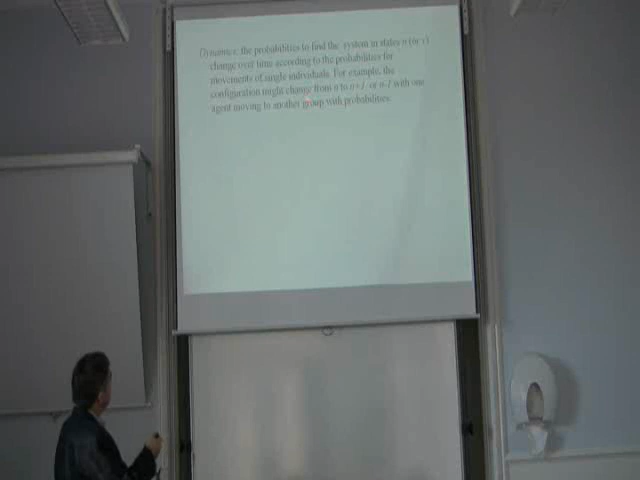 Dynamics: the probabilities to find the system in states n (or x)
change over time according to the probabilities for
movements of single individuals. For example, the
configuration might change from n to n+1 or n-1 with one
agent moving to another group with probabilities.